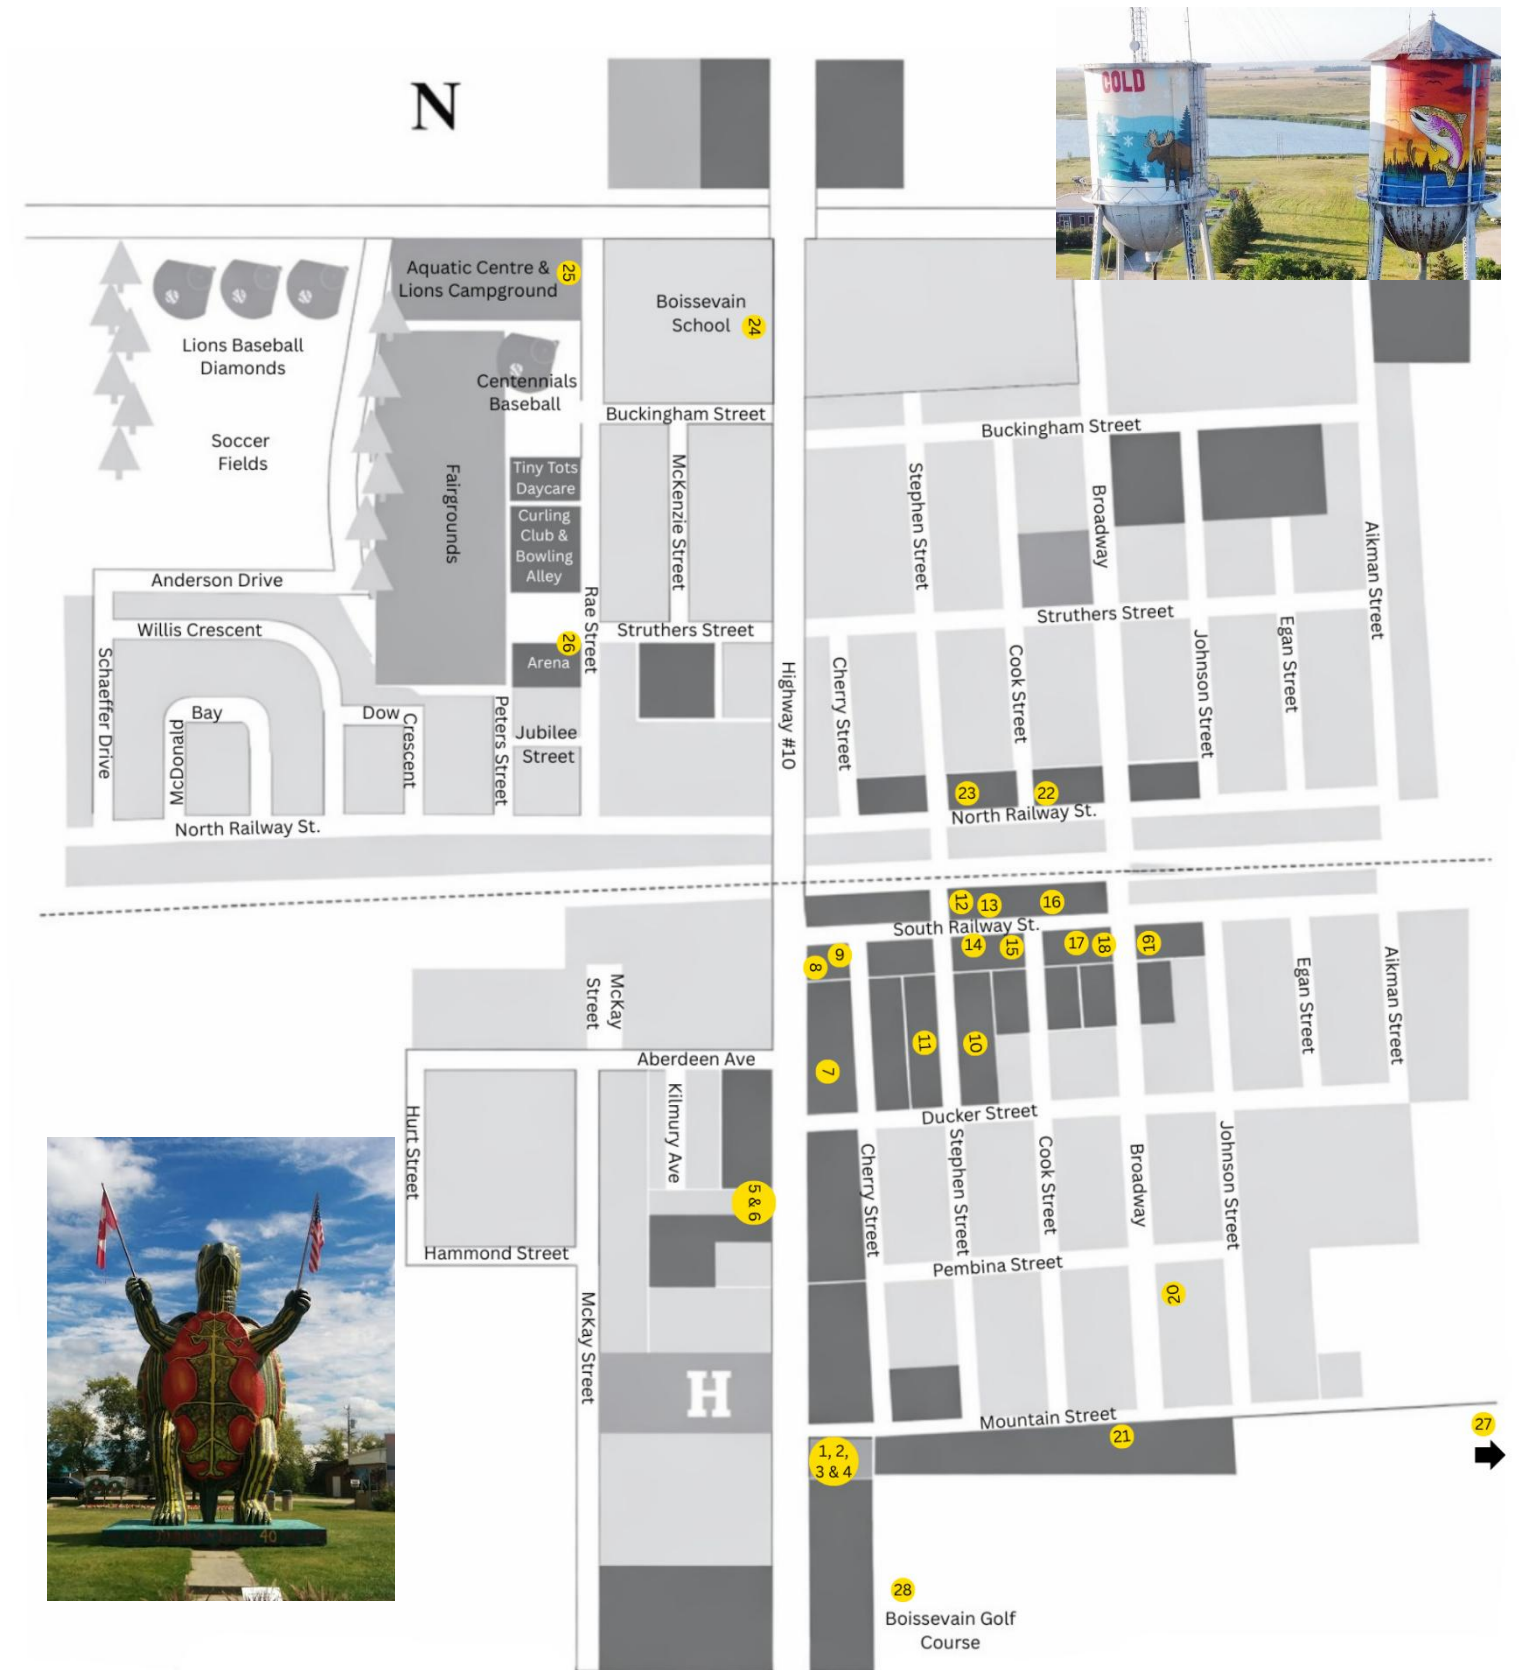 N
COLD
Aquatic Centre &
Lions Campground
25
Boissevain
School
24
Lions Baseball
Diamonds
Centennials
Baseball
Buckingham Street
Buckingham Street
Soccer
Fields
Fairgrounds
Tiny Tots
Daycare
Curling
Club &
Bowling
Alley
McKenzie Street
Stephen Street
Broadway
Aikman Street
Anderson Drive
Willis Crescent
Rae Street
Struthers Street
Struthers Street
26
Arena
Schaeffer Drive
Bay
McDonald
Dow
Crescent
Peters Street
Jubilee
Street
Highway #10
Cherry Street
Cook Street
Johnson Street
Egan Street
23
22
North Railway St.
North Railway St.
12
13
16
South Railway St.
14
15
17
18
19
9
8
McKay
Street
Egan Street
Aikman Street
11
10
7
Aberdeen Ave
Kilmury Ave
Hurt Street
Ducker Street
Cherry Street
Stephen Street
Cook Street
Broadway
Johnson Street
5 & 6
Hammond Street
Pembina Street
20
McKay Street
H
Mountain Street
21
27
1, 2,
3 & 4
40
28
Boissevain Golf
Course